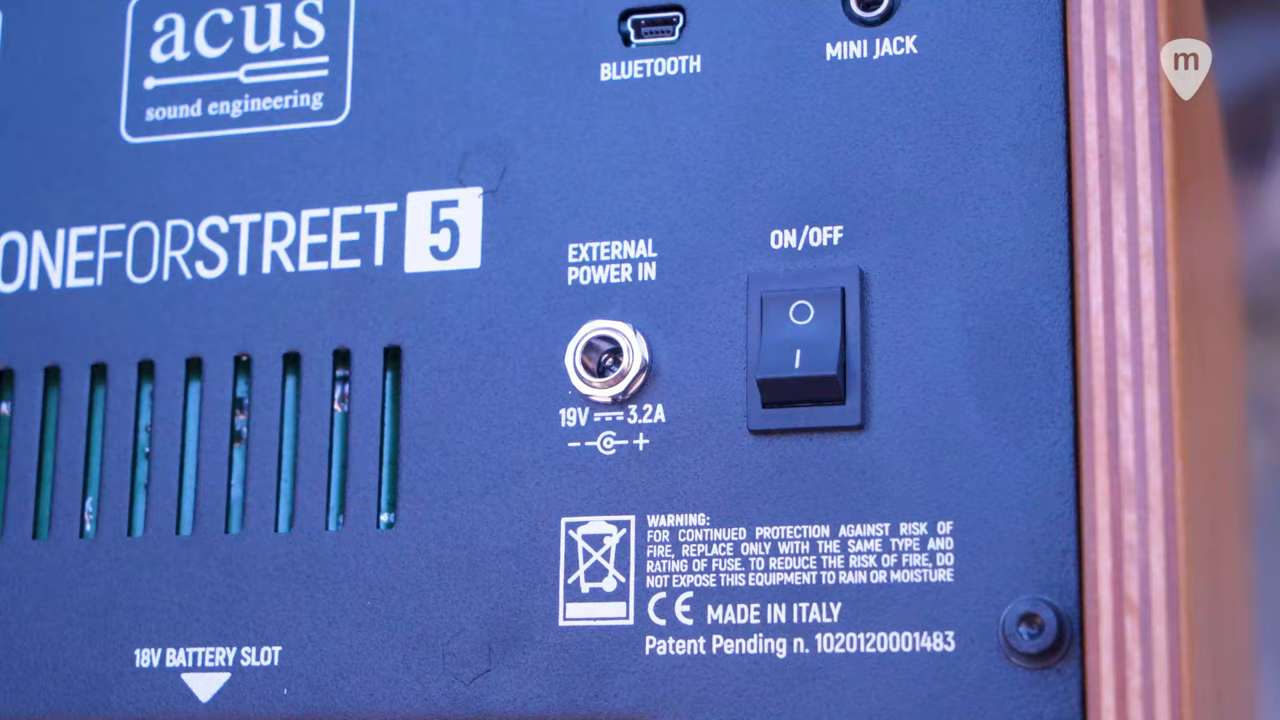 acus
sound engineering
BLUETOOTH
MINI JACK
m
ONEFORSTREET 5
EXTERNAL
POWER IN
ON/OFF
19V 3.2A
- +
WARNING:
FOR CONTINUED PROTECTION AGAINST RISK OF
FIRE, REPLACE ONLY WITH THE SAME TYPE AND
RATING OF FUSE. TO REDUCE THE RISK OF FIRE, DO
NOT EXPOSE THIS EQUIPMENT TO RAIN OR MOISTURE
CE MADE IN ITALY
Patent Pending n. 1020120001483
18V BATTERY SLOT